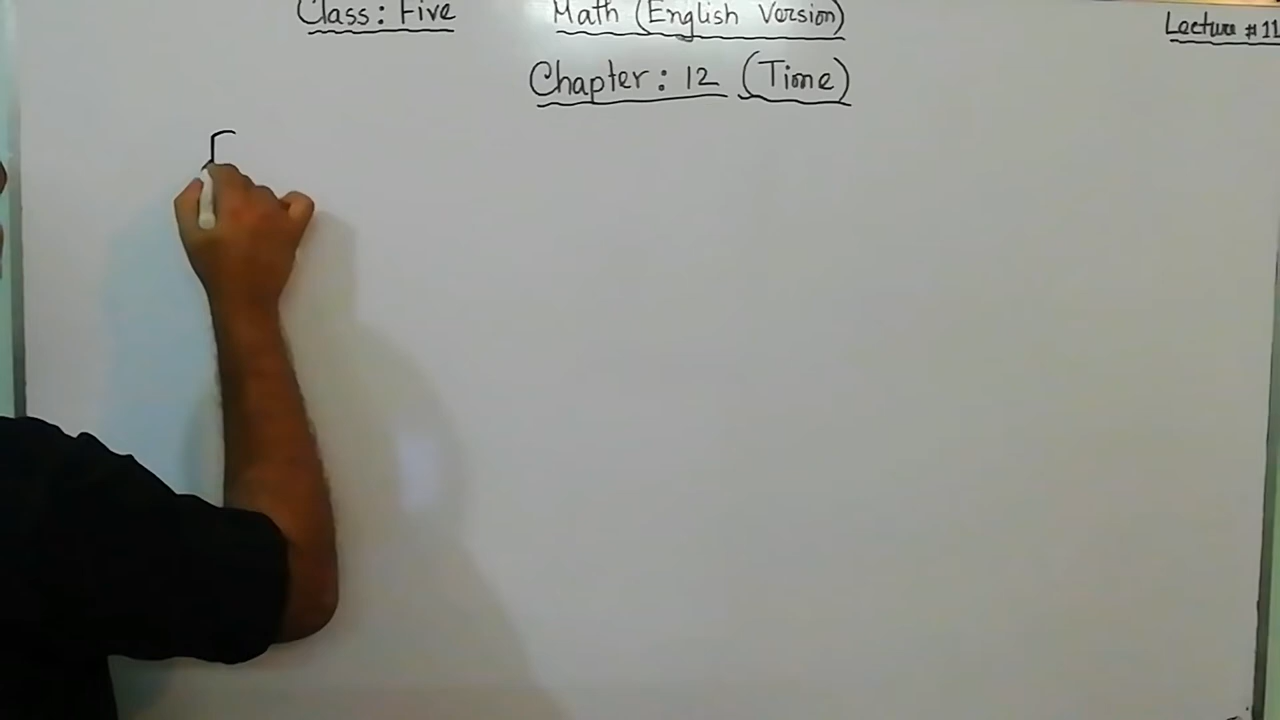 Class: Five Math (English Version) Lecture #11
Chapter: 12 (Time)